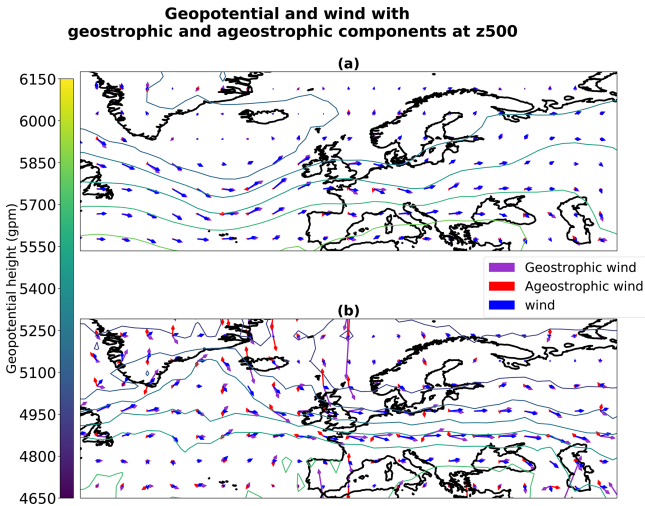 Geopotential and wind with
geostrophic and ageostrophic components at z500
(a)
6150
6000
5850
5700
5550
5400
5250
5100
4950
4800
4650
Geopotential height (gpm)
Geostrophic wind
Ageostrophic wind
wind
(b)